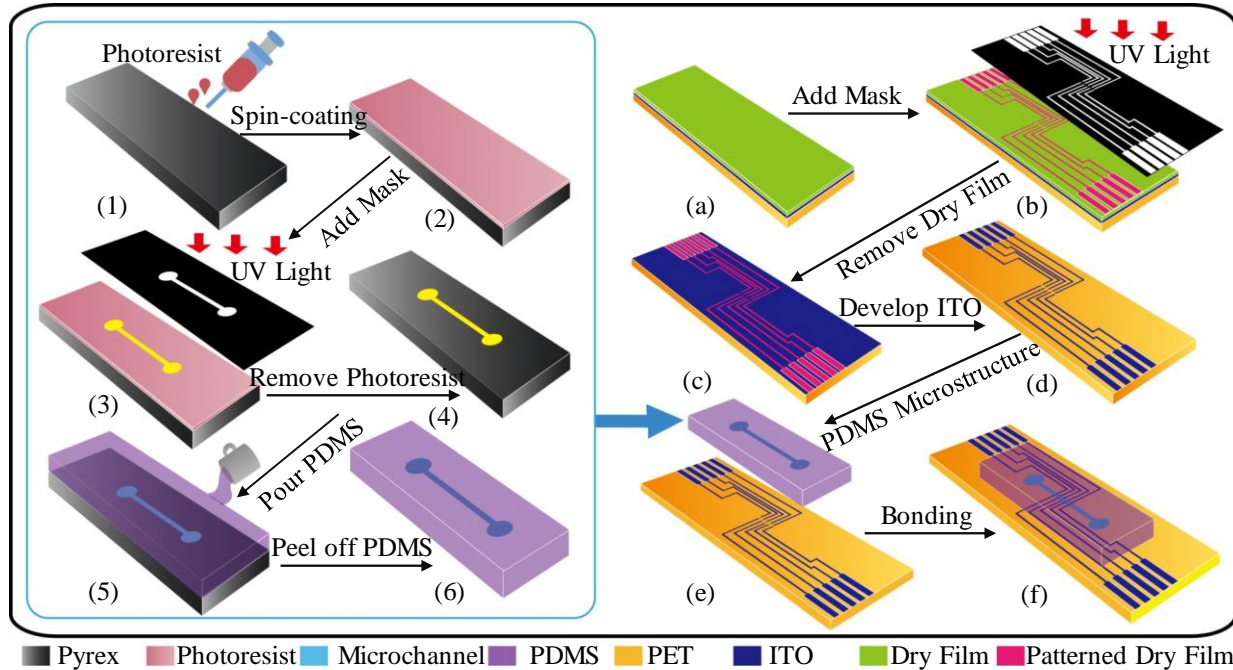 Photoresist
Spin-coating
(1)
(2)
Add Mask
UV Light
(3)
Remove Photoresist
(4)
Pour PDMS
(5)
Peel off PDMS
(6)
UV Light
Add Mask
(a)
(b)
Remove Dry Film
Develop ITO
(c)
(d)
PDMS Microstructure
Bonding
(e)
(f)
Pyrex Photoresist Microchannel PDMS PET ITO Dry Film Patterned Dry Film